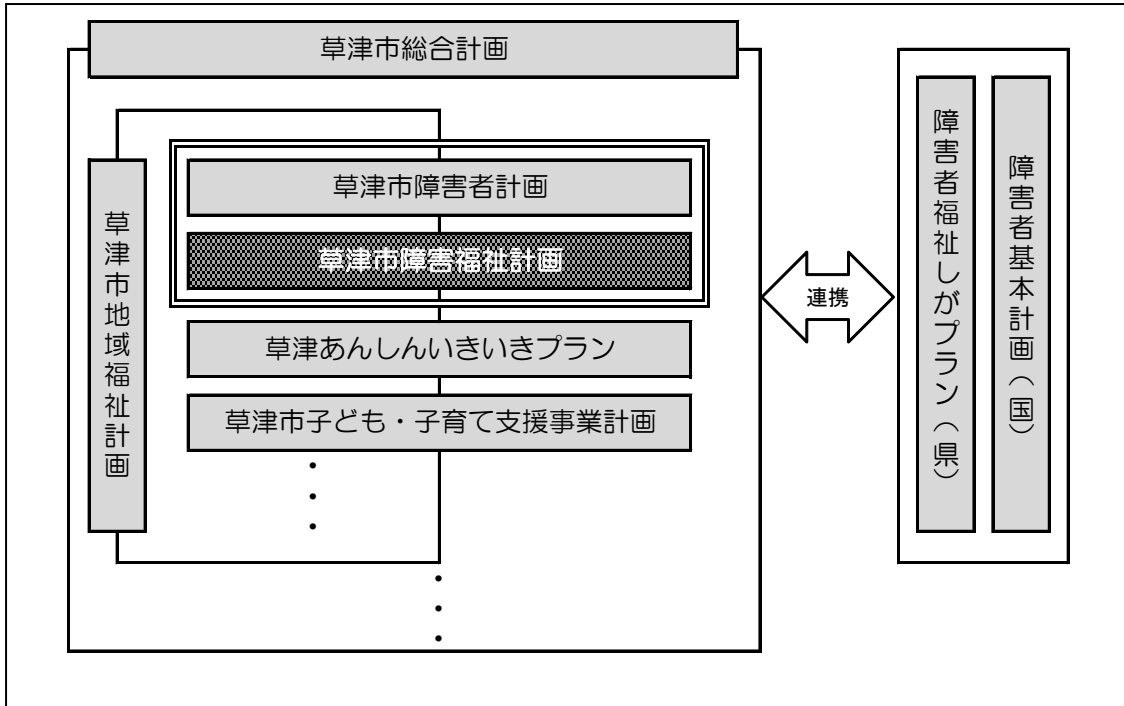 草津市総合計画
草津市地域福祉計画
草津市障害者計画
草津市障害福祉計画
草津あんしんいきいきプラン
草津市子ども・子育て支援事業計画
連携
障害者福祉しがプラン（県）
障害者基本計画（国）